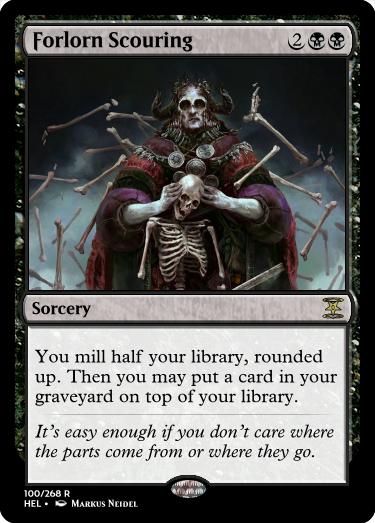 Forlorn Scouring 2
Sorcery
You mill half your library, rounded
up. Then you may put a card in your
graveyard on top of your library.
It's easy enough if you don't care where
the parts come from or where they go.
100/268 R
HEL • Markus Neidel